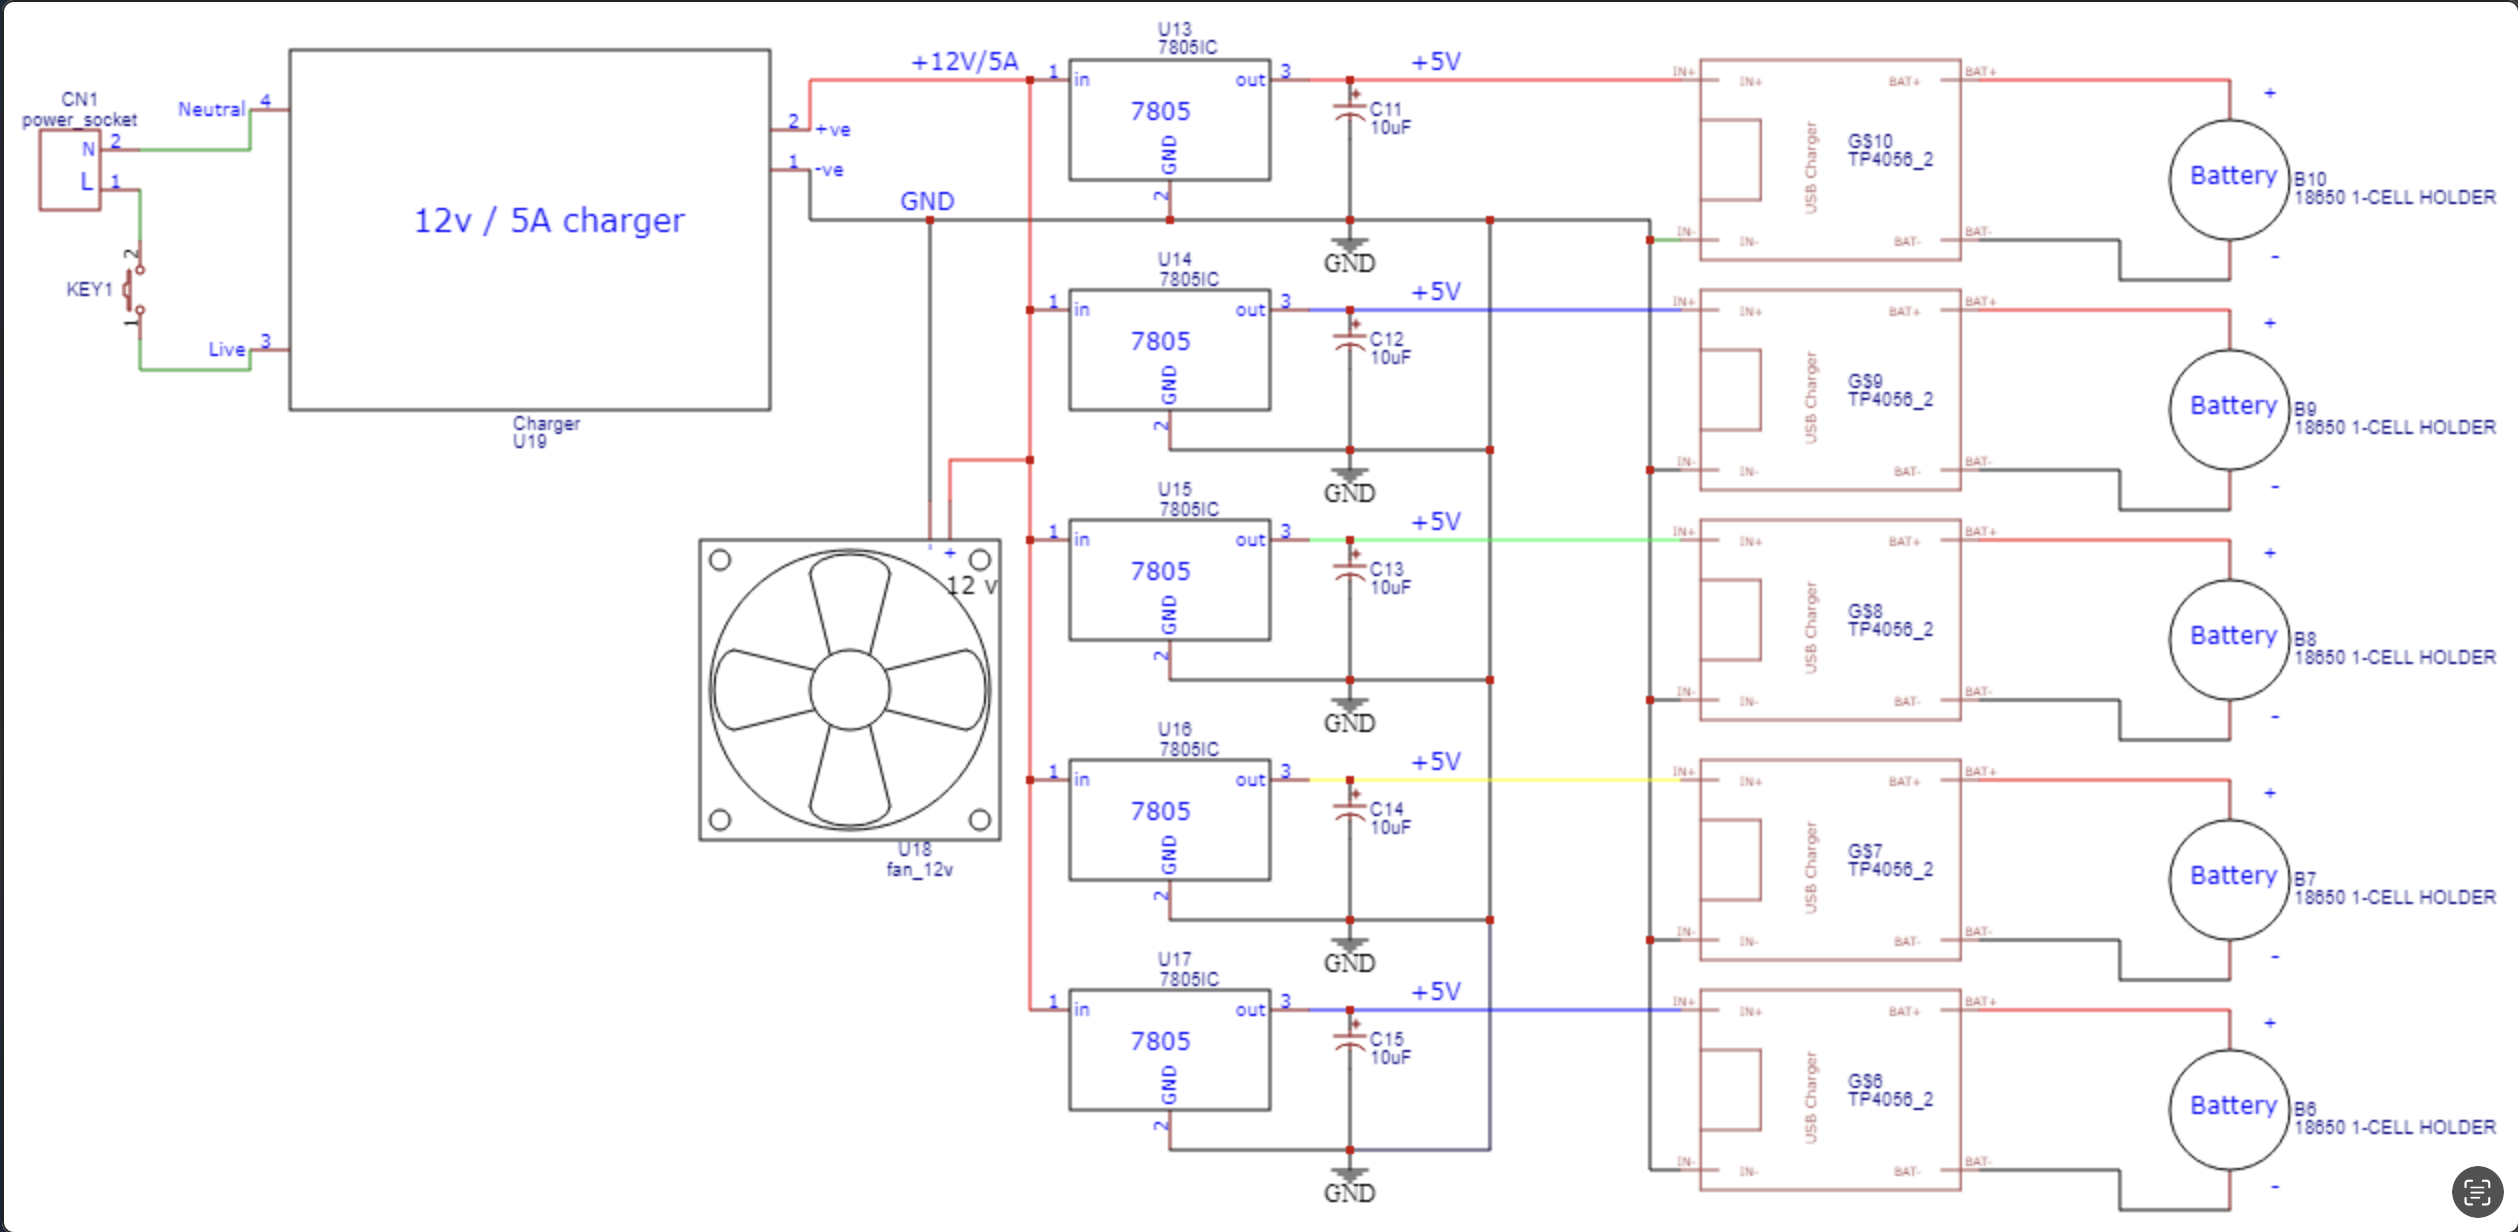 CN1
power_socket
N
2
L
1
2
KEY1
1
Neutral
4
Live
3
12v / 5A charger
Charger
U19
2
+ve
1
-ve
+12V/5A
GND
- +
12 v
U18
fan_12v
U13
7805IC
1
in
out
3
7805
GND
2
+5V
C11
10uF
GND
IN+
IN+
BAT+
BAT+
USB Charger
G$10
TP4056_2
IN-
IN-
BAT-
BAT-
+
Battery
-
B10
18650 1-CELL HOLDER
U14
7805IC
1
in
out
3
7805
GND
2
+5V
C12
10uF
GND
IN+
IN+
BAT+
BAT+
USB Charger
G$9
TP4056_2
IN-
IN-
BAT-
BAT-
+
Battery
-
B9
18650 1-CELL HOLDER
U15
7805IC
1
in
out
3
7805
GND
2
+5V
C13
10uF
GND
IN+
IN+
BAT+
BAT+
USB Charger
G$8
TP4056_2
IN-
IN-
BAT-
BAT-
+
Battery
-
B8
18650 1-CELL HOLDER
U16
7805IC
1
in
out
3
7805
GND
2
+5V
C14
10uF
GND
IN+
IN+
BAT+
BAT+
USB Charger
G$7
TP4056_2
IN-
IN-
BAT-
BAT-
+
Battery
-
B7
18650 1-CELL HOLDER
U17
7805IC
1
in
out
3
7805
GND
2
+5V
C15
10uF
GND
IN+
IN+
BAT+
BAT+
USB Charger
G$6
TP4056_2
IN-
IN-
BAT-
BAT-
+
Battery
-
B6
18650 1-CELL HOLDER